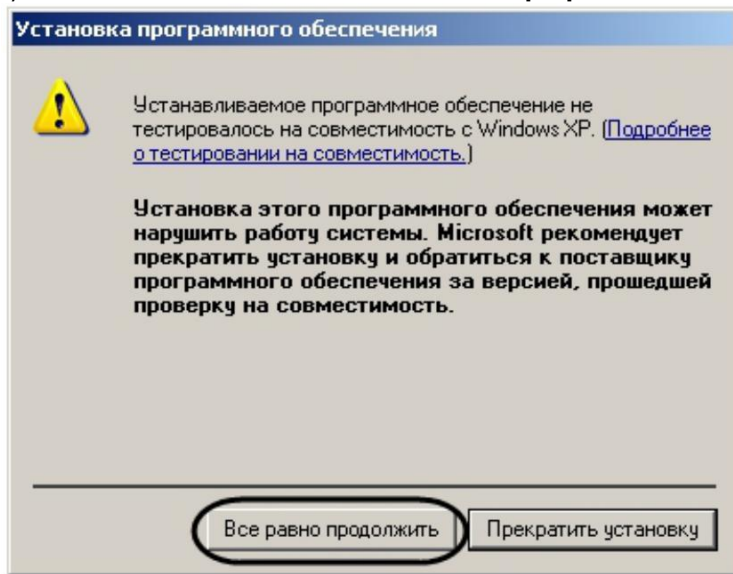 Установка программного обеспечения
Устанавливаемое программное обеспечение не
тестировалось на совместимость с Windows XP. (Подробнее
о тестировании на совместимость.)
Установка этого программного обеспечения может
нарушить работу системы. Microsoft рекомендует
прекратить установку и обратиться к поставщику
программного обеспечения за версией, прошедшей
проверку на совместимость.
Все равно продолжить
Прекратить установку